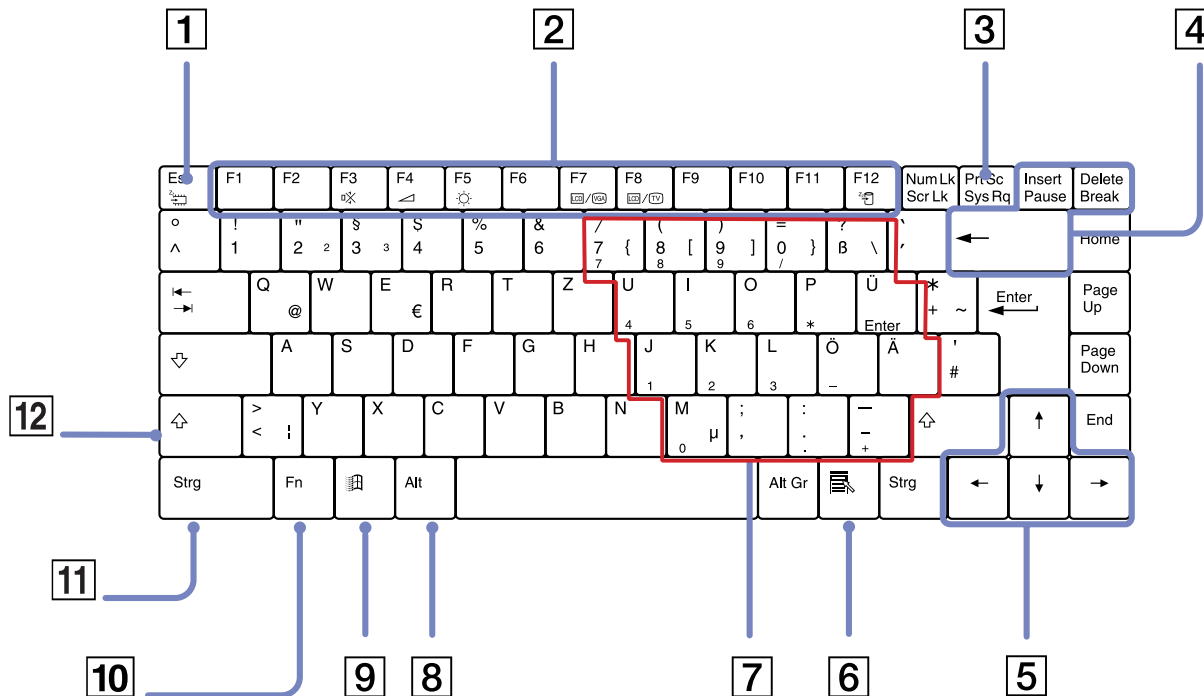 1 2 3 4
Es F1 F2 F3 F4 F5 F6 F7 F8 F9 F10 F11 F12 Num Lk Prt Sc Insert Delete
z LCD / VGA LCD / TV z Scr Lk Sys Rq Pause Break
° ! " § $ % & / ( ) = ? `
^ 1 2 2 3 3 4 5 6 7 { 8 [ 9 ] 0 } ß \ ´ ← Home
7 8 9 /
Q W E R T Z U I O P Ü * Enter Page
@ € 4 5 6 * Enter + ~ Up
A S D F G H J K L Ö Ä ' Page
1 2 3 – # Down
12 > Y X C V B N M ; : — End
< ¦ µ , . –
0 +
Strg Fn Alt Alt Gr Strg ← ↓ →
11
10 9 8 7 6 5